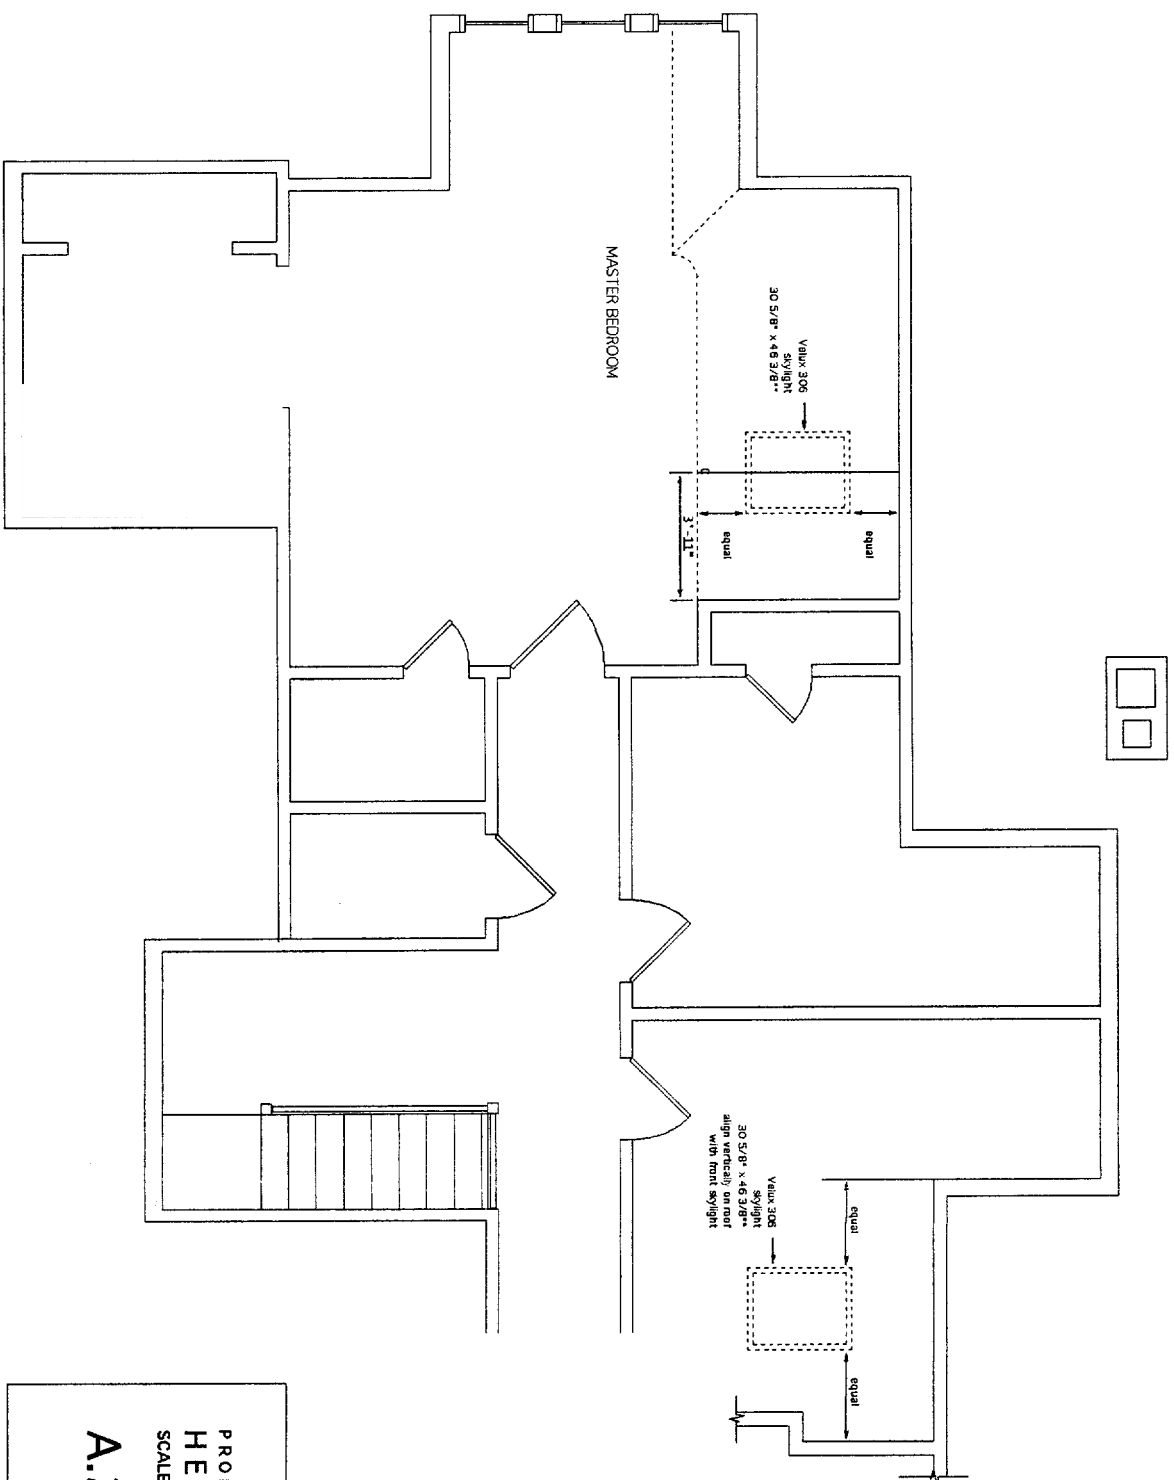 MASTER BEDROOM
Velux 306
skylight
30 5/8" x 46 3/8"
equal
equal
3'-11"
Velux 306
skylight
30 5/8" x 46 3/8"
align vertically on roof
with front skylight
equal
equal
HE
SCALE